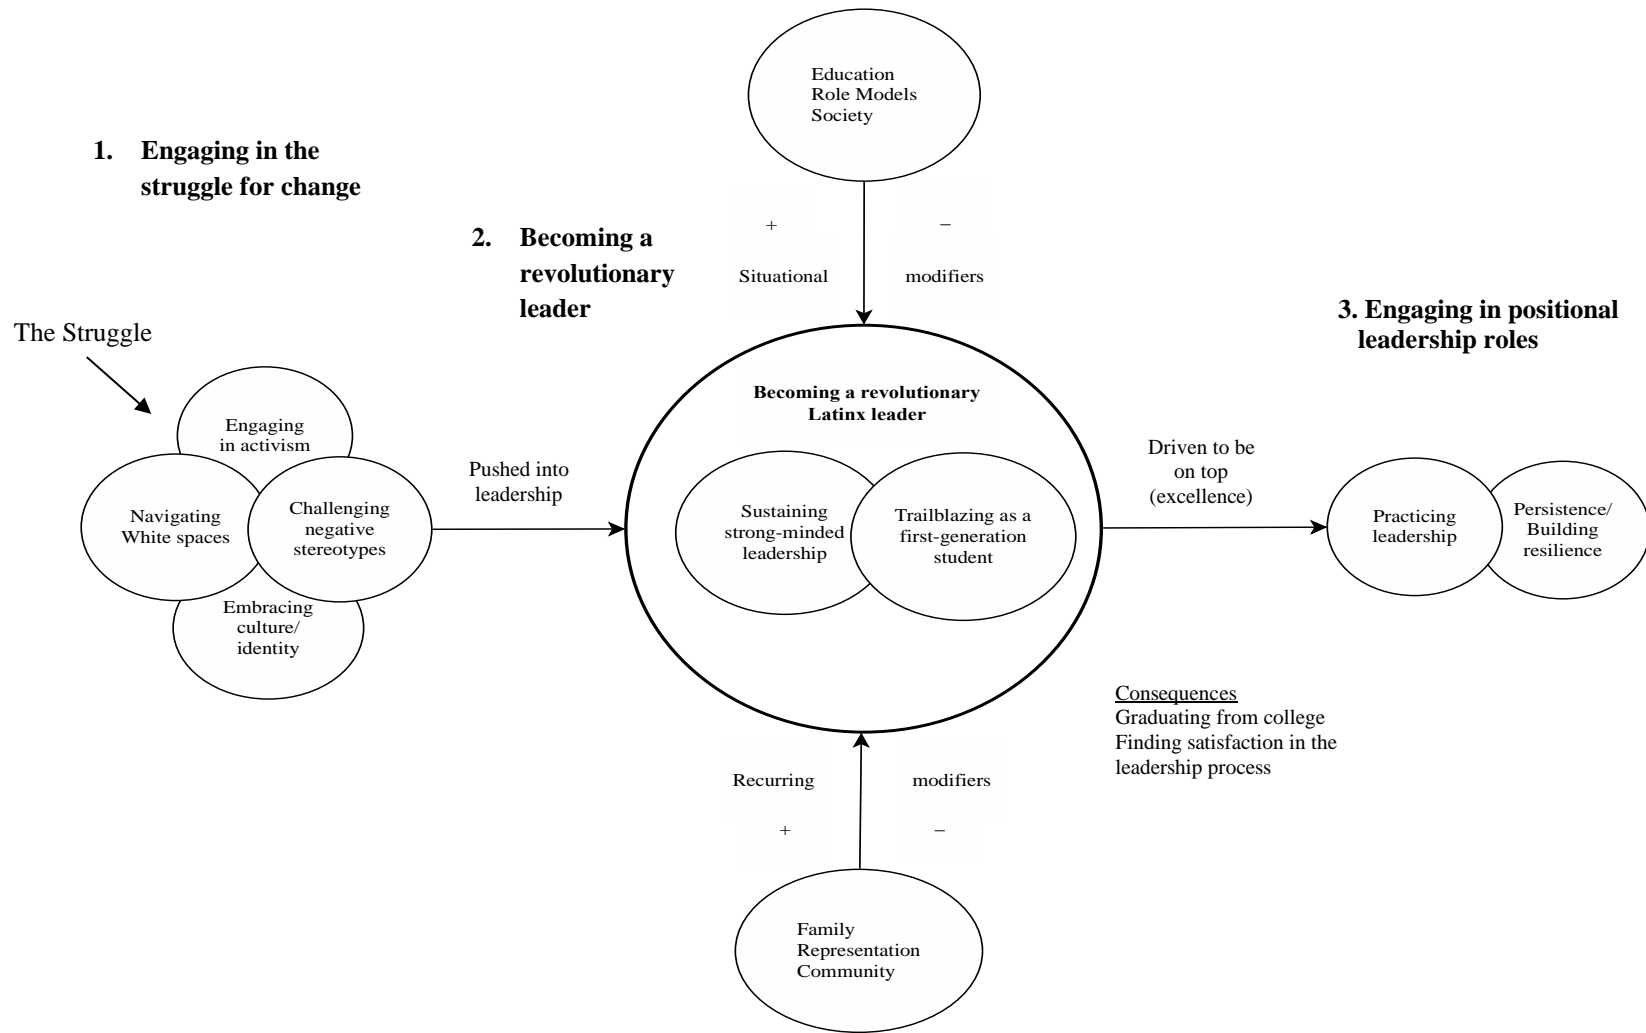 Education
Role Models
Society
1. Engaging in the
struggle for change
+ −
Situational modifiers
2. Becoming a
revolutionary
leader
3. Engaging in positional
leadership roles
The Struggle
Engaging
in activism
Navigating
White spaces
Challenging
negative
stereotypes
Embracing
culture/
identity
Pushed into
leadership
Becoming a revolutionary
Latinx leader
Sustaining
strong-minded
leadership
Trailblazing as a
first-generation
student
Driven to be
on top
(excellence)
Practicing
leadership
Persistence/
Building
resilience
Consequences
Graduating from college
Finding satisfaction in the
leadership process
Recurring modifiers
+ −
Family
Representation
Community